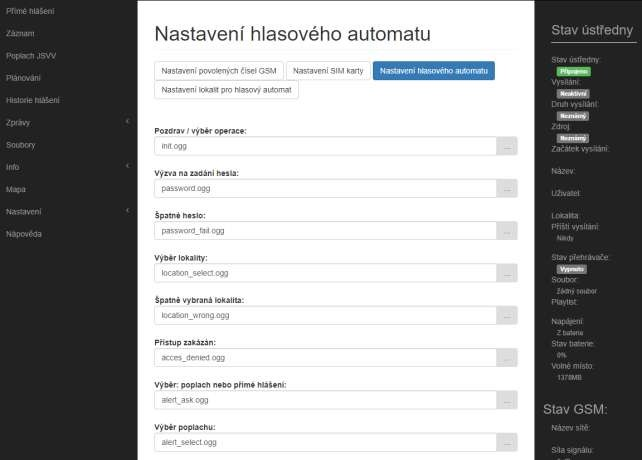 Přímé hlášení
Záznam
Poplach JSVV
Plánování
Historie hlášení
Zprávy
Soubory
Info
Mapa
Nastavení
Nápověda
Nastavení hlasového automatu
Nastavení povolených čísel GSM
Nastavení SIM karty
Nastavení hlasového automatu
Nastavení lokalit pro hlasový automat
Pozdrav / výběr operace:
init.ogg
...
Výzva na zadání hesla:
password.ogg
...
Špatné heslo:
password_fail.ogg
...
Výběr lokality:
location_select.ogg
...
Špatně vybraná lokalita:
location_wrong.ogg
...
Přístup zakázán:
acces_denied.ogg
...
Výběr: poplach nebo přímé hlášení:
alert_ask.ogg
...
Výběr poplachu:
alert_select.ogg
...
Stav ústředny
Stav ústředny:
Připojeno
Vysílání:
Neaktivní
Druh vysílání:
Neznámý
Zdroj:
Neznámý
Začátek vysílání:
Název:
Uživatel:
Lokalita:
Příští vysílání:
Nikdy
Stav přehrávače:
Vypnuto
Soubor:
Žádný soubor
Playlist:
Napájení:
Z baterie
Stav baterie:
0%
Volné místo:
1378MB
Stav GSM:
Název sítě:
Síla signálu: